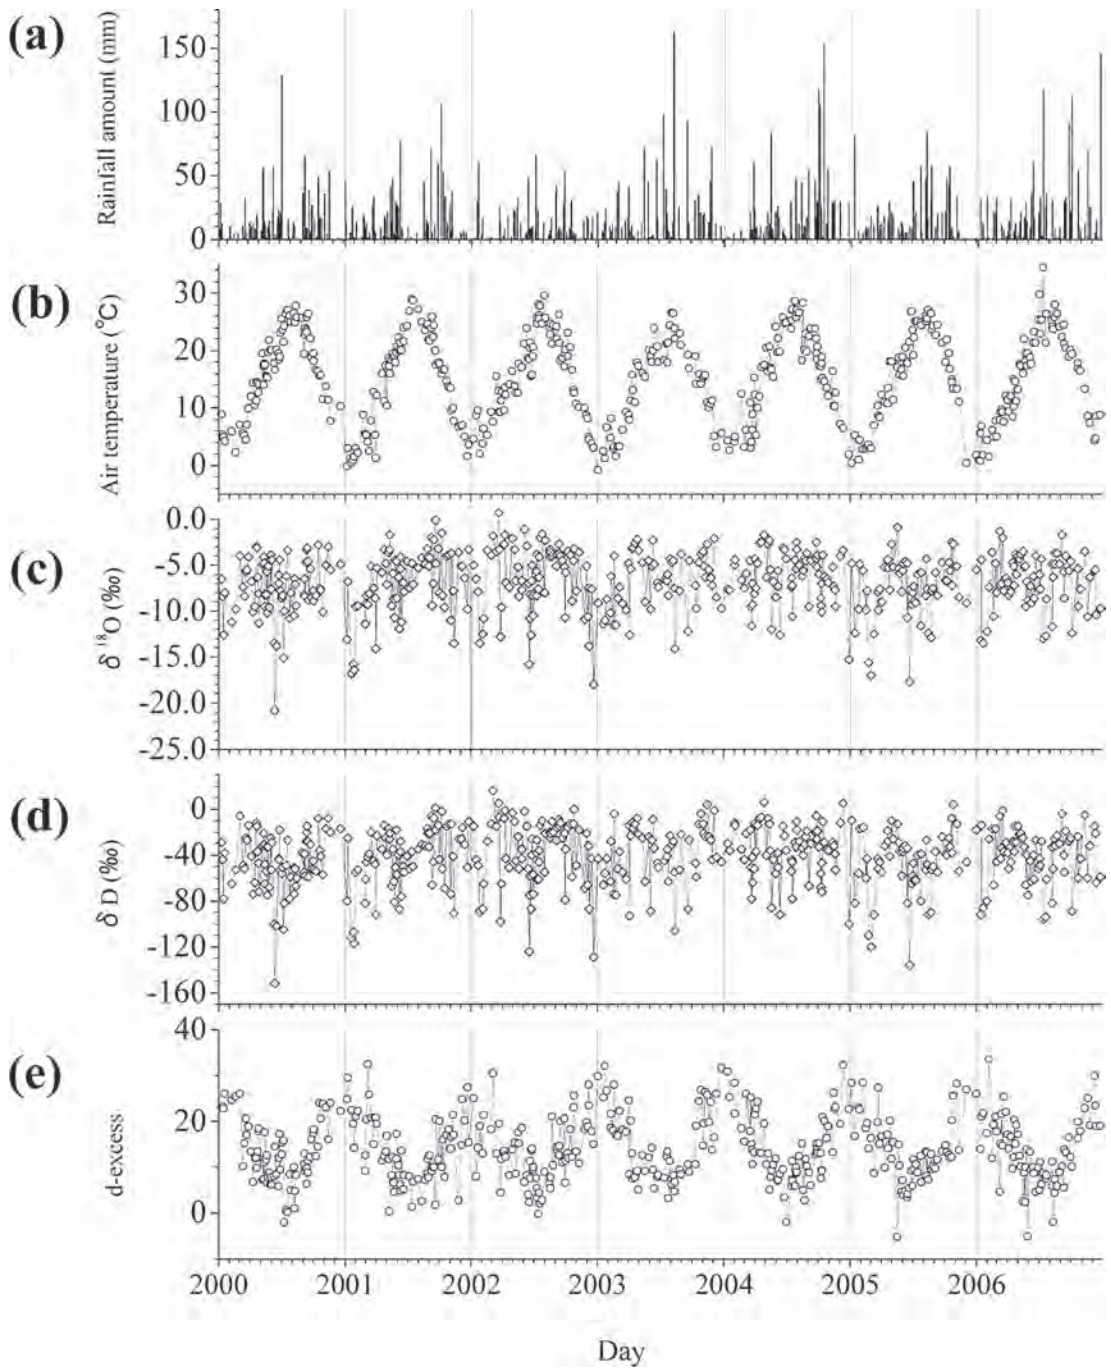 (a)
Rainfall amount (mm)
150
100
50
0
(b)
Air temperature (°C)
30
20
10
0
(c)
δ ¹⁸O (‰)
0.0
-5.0
-10.0
-15.0
-20.0
-25.0
(d)
δ D (‰)
0
-40
-80
-120
-160
(e)
d-excess
40
20
0
2000 2001 2002 2003 2004 2005 2006
Day